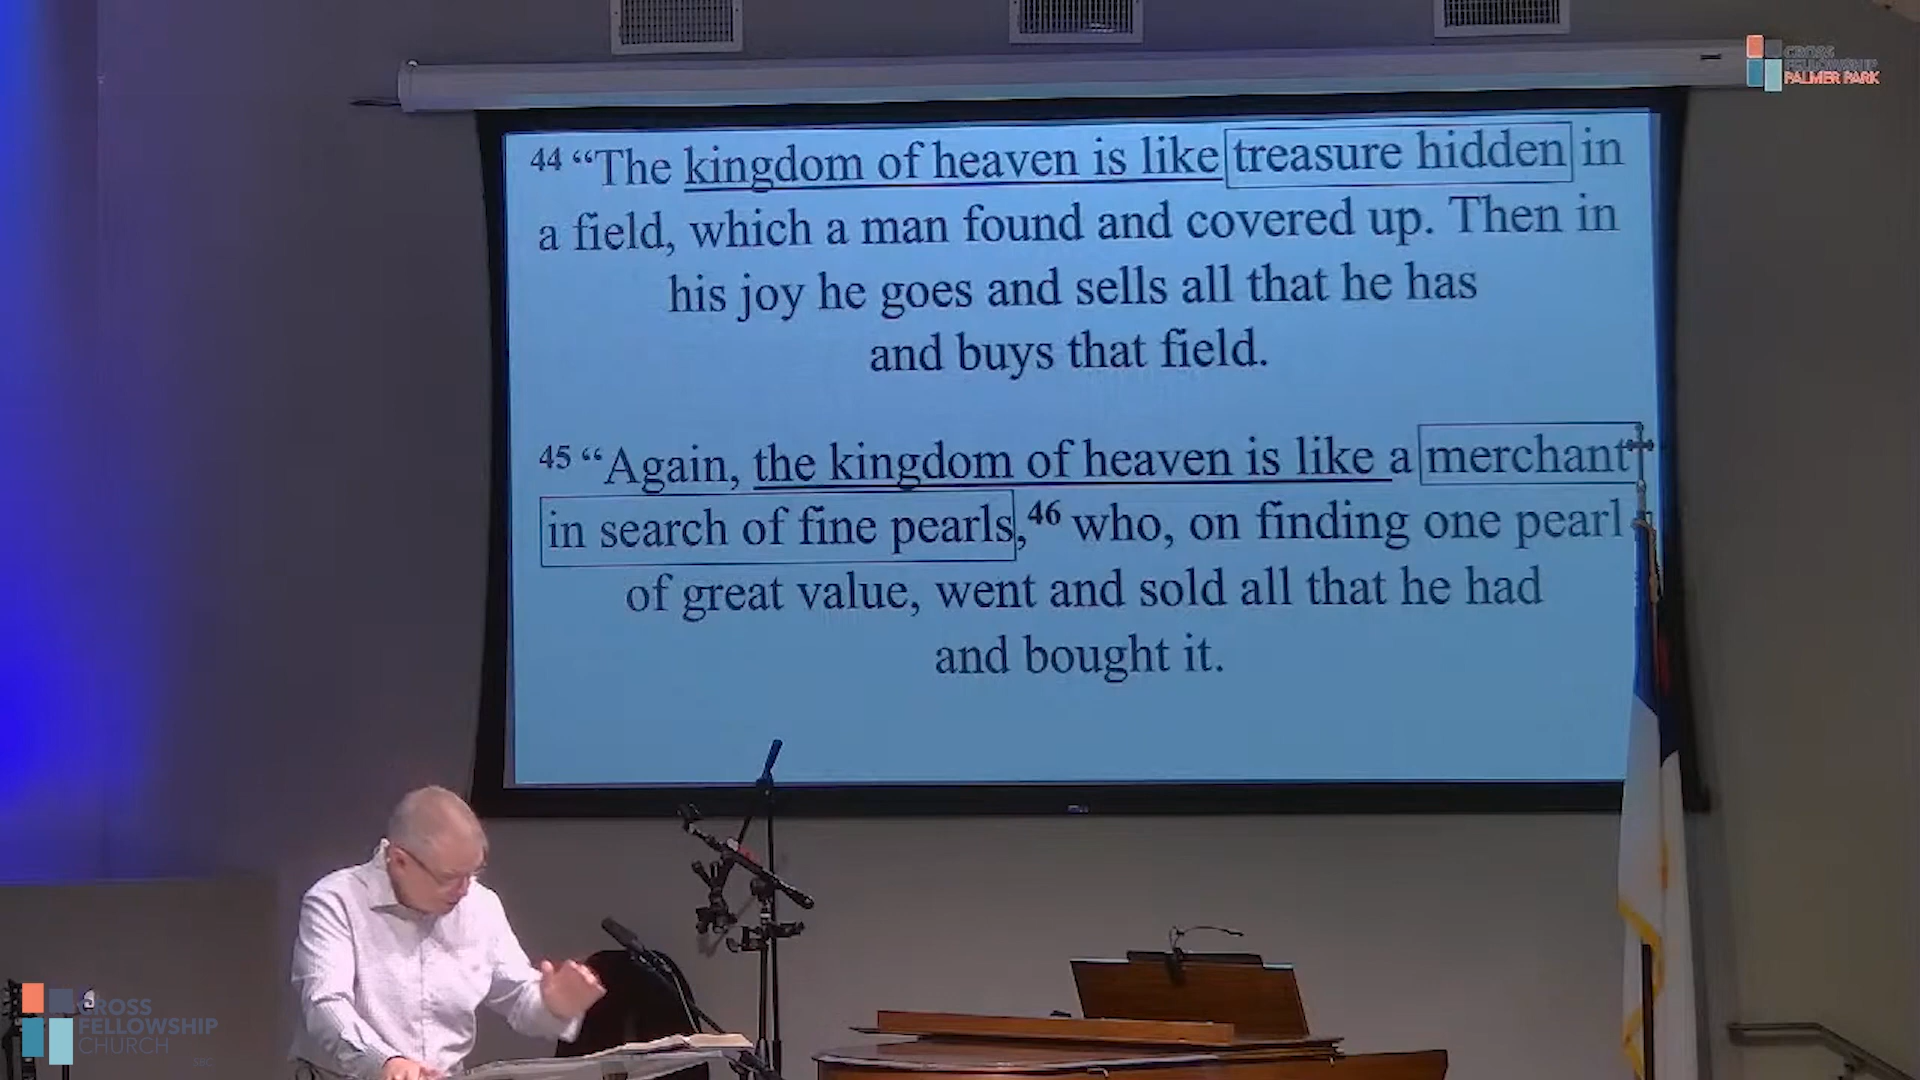 CROSS
FELLOWSHIP
PALMER PARK
44 “The kingdom of heaven is like treasure hidden in
a field, which a man found and covered up. Then in
his joy he goes and sells all that he has
and buys that field.
45 “Again, the kingdom of heaven is like a merchant
in search of fine pearls,46 who, on finding one pearl
of great value, went and sold all that he had
and bought it.
CROSS
FELLOWSHIP
CHURCH
SBC